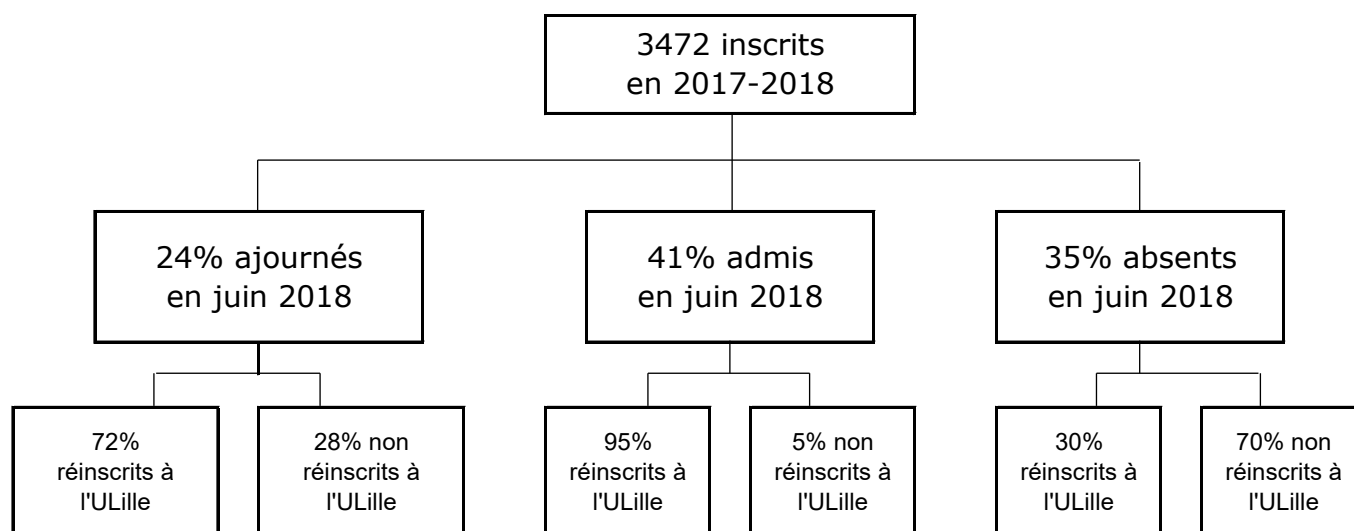 3472 inscrits
en 2017-2018
24% ajournés
en juin 2018
41% admis
en juin 2018
35% absents
en juin 2018
72%
réinscrits à
l'ULille
28% non
réinscrits à
l'ULille
95%
réinscrits à
l'ULille
5% non
réinscrits à
l'ULille
30%
réinscrits à
l'ULille
70% non
réinscrits à
l'ULille